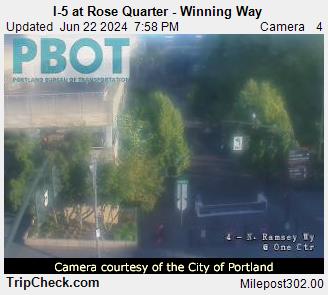 I-5 at Rose Quarter - Winning Way
Updated Jun 22 2024 7:58 PM Camera 4
PBOT
PORTLAND BUREAU OF TRANSPORTATION
4 - N. Ramsey Wy
@ One Ctr
Camera courtesy of the City of Portland
TripCheck.com Milepost302.00